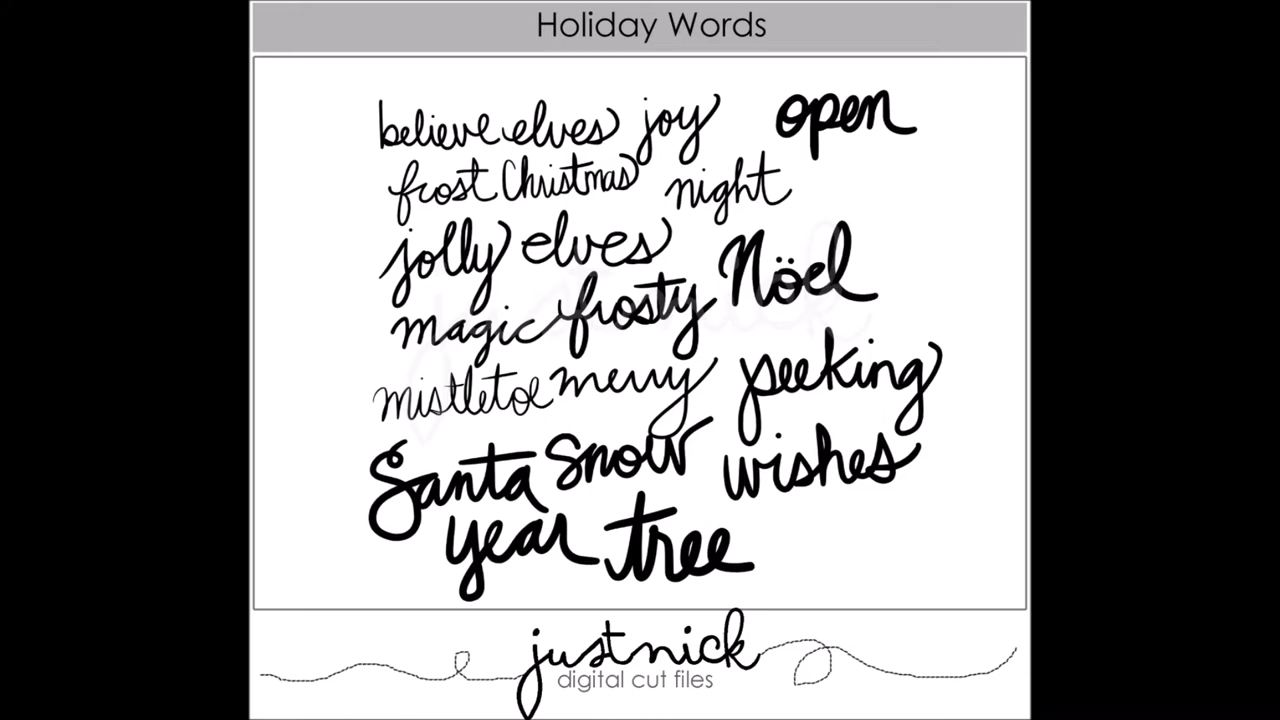 Holiday Words
believe elves joy open
frost Christmas night
jolly elves Nöel
magic frosty
mistletoe merry peeking
Santa Snow wishes
year tree
justnick
digital cut files